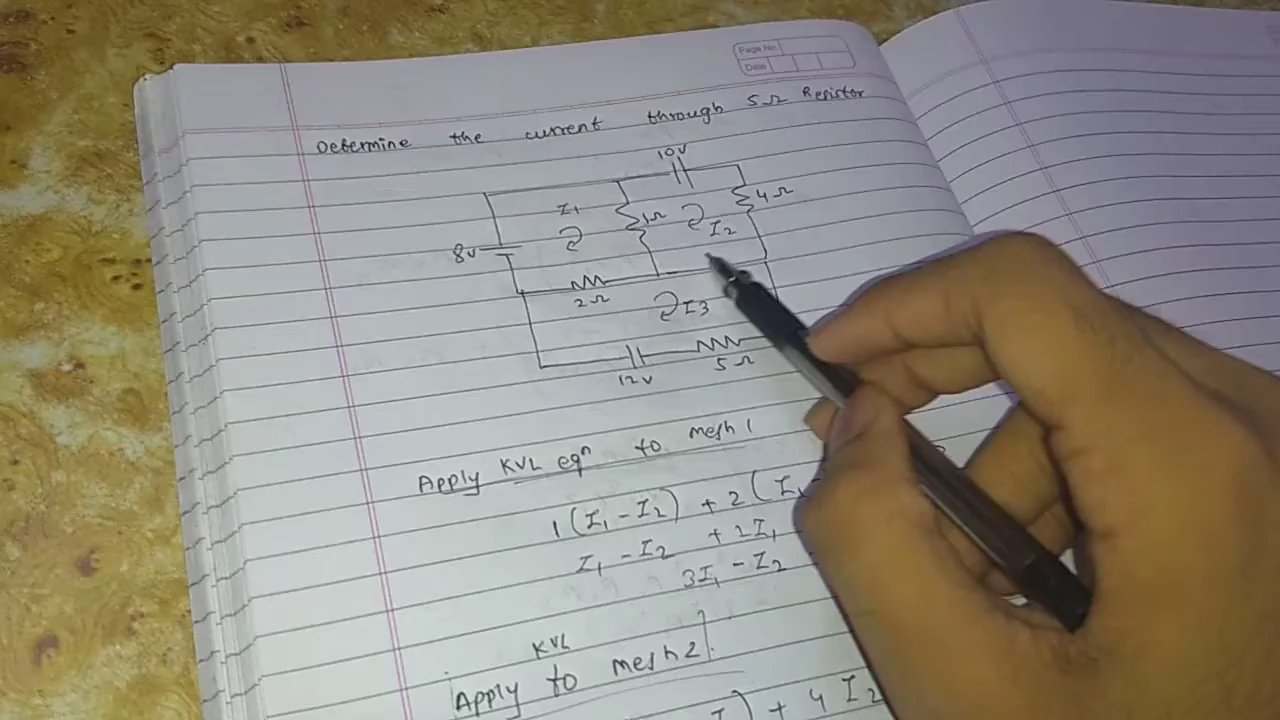 Page No.
Date
Determine the current through 5Ω Resistor
10V
I1 1Ω I2 4Ω
8V
2Ω I3
12V 5Ω
Apply KVL eqn to mesh 1
1(I1-I2) + 2(I1
I1-I2 + 2I1
3I1-I2
KVL
Apply to mesh 2
+ 4I2